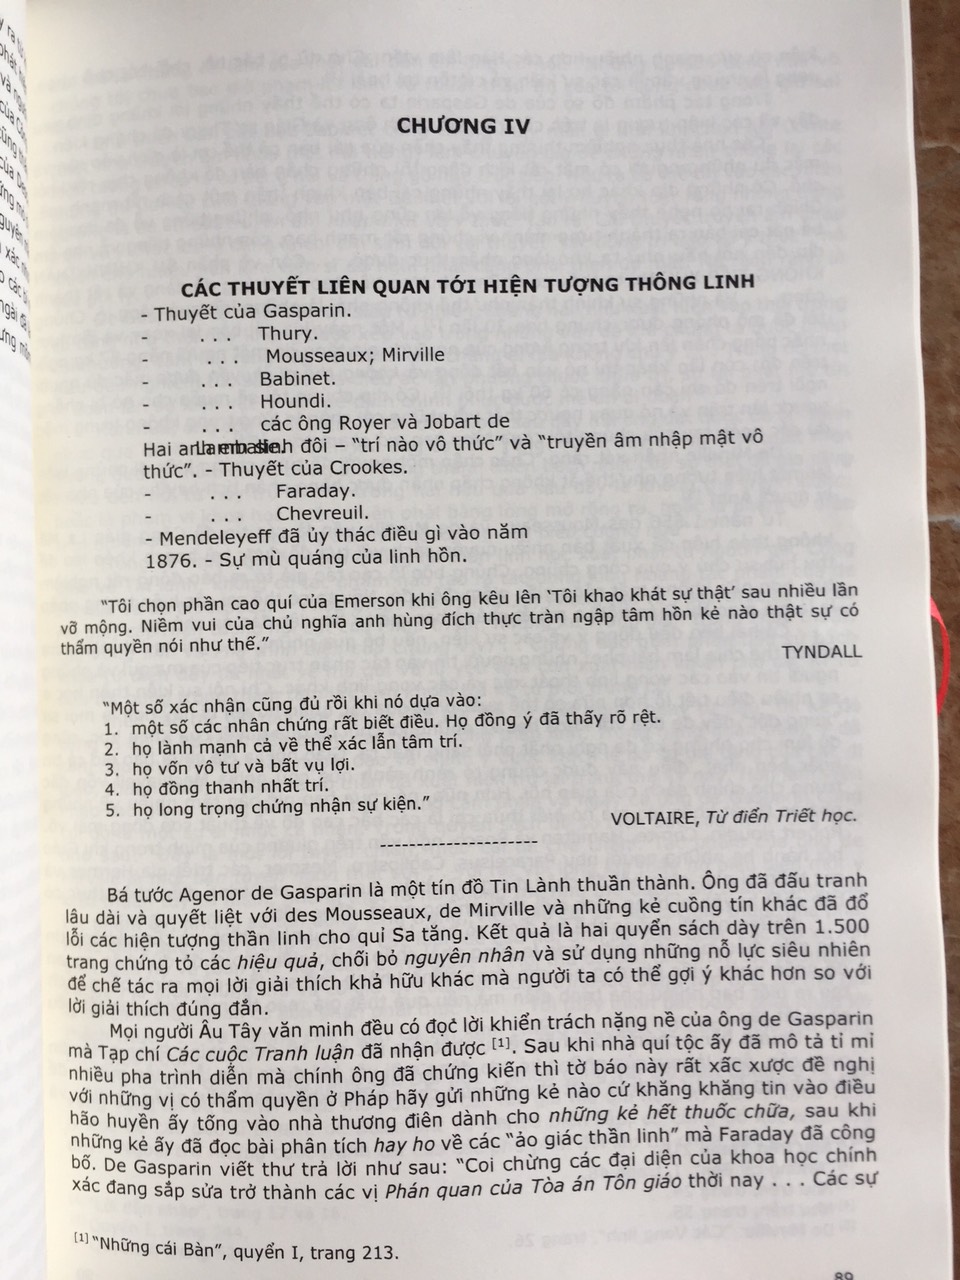 CHƯƠNG IV
CÁC THUYẾT LIÊN QUAN TỚI HIỆN TƯỢNG THÔNG LINH
- Thuyết của Gasparin.
- . . . Thury.
- . . . Mousseaux; Mirville
- . . . Babinet.
- . . . Houndi.
- . . . các ông Royer và Jobart de
Hai anh em sinh đôi – “trí nào vô thức” và “truyền âm nhập mật vô
thức”. - Thuyết của Crookes.
- . . . Faraday.
- . . . Chevreuil.
- Mendeleyeff đã ủy thác điều gì vào năm
1876. - Sự mù quáng của linh hồn.
“Tôi chọn phần cao quí của Emerson khi ông kêu lên ‘Tôi khao khát sự thật’ sau nhiều lần
vỡ mộng. Niềm vui của chủ nghĩa anh hùng đích thực tràn ngập tâm hồn kẻ nào thật sự có
thẩm quyền nói như thế.”
TYNDALL
“Một số xác nhận cũng đủ rồi khi nó dựa vào:
1. một số các nhân chứng rất biết điều. Họ đồng ý đã thấy rõ rệt.
2. họ lành mạnh cả về thể xác lẫn tâm trí.
3. họ vốn vô tư và bất vụ lợi.
4. họ đồng thanh nhất trí.
5. họ long trọng chứng nhận sự kiện.”
VOLTAIRE, Từ điển Triết học.
----------------------
Bá tước Agenor de Gasparin là một tín đồ Tin Lành thuần thành. Ông đã đấu tranh
lâu dài và quyết liệt với des Mousseaux, de Mirville và những kẻ cuồng tín khác đã đổ
lỗi các hiện tượng thần linh cho quỉ Sa tăng. Kết quả là hai quyển sách dày trên 1.500
trang chứng tỏ các hiệu quả, chối bỏ nguyên nhân và sử dụng những nỗ lực siêu nhiên
để chế tác ra mọi lời giải thích khả hữu khác mà người ta có thể gợi ý khác hơn so với
lời giải thích đúng đắn.
Mọi người Âu Tây văn minh đều có đọc lời khiển trách nặng nề của ông de Gasparin
mà Tạp chí Các cuộc Tranh luận đã nhận được [1]. Sau khi nhà quí tộc ấy đã mô tả tỉ mỉ
nhiều pha trình diễn mà chính ông đã chứng kiến thì tờ báo này rất xấc xược đề nghị
với những vị có thẩm quyền ở Pháp hãy gửi những kẻ nào cứ khăng khăng tin vào điều
hão huyền ấy tống vào nhà thương điên dành cho những kẻ hết thuốc chữa, sau khi
những kẻ ấy đã đọc bài phân tích hay ho về các “ảo giác thần linh” mà Faraday đã công
bố. De Gasparin viết thư trả lời như sau: “Coi chừng các đại diện của khoa học chính
xác đang sắp sửa trở thành các vị Phán quan của Tòa án Tôn giáo thời nay . . . Các sự
[1] “Những cái Bàn”, quyển I, trang 213.
89